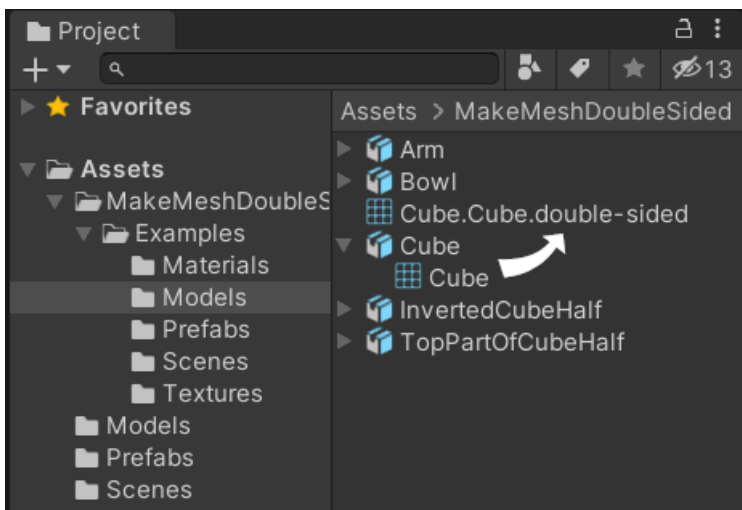 Project
13
Favorites
Assets
MakeMeshDoubleS
Examples
Materials
Models
Prefabs
Scenes
Textures
Models
Prefabs
Scenes
Assets > MakeMeshDoubleSided
Arm
Bowl
Cube.Cube.double-sided
Cube
Cube
InvertedCubeHalf
TopPartOfCubeHalf